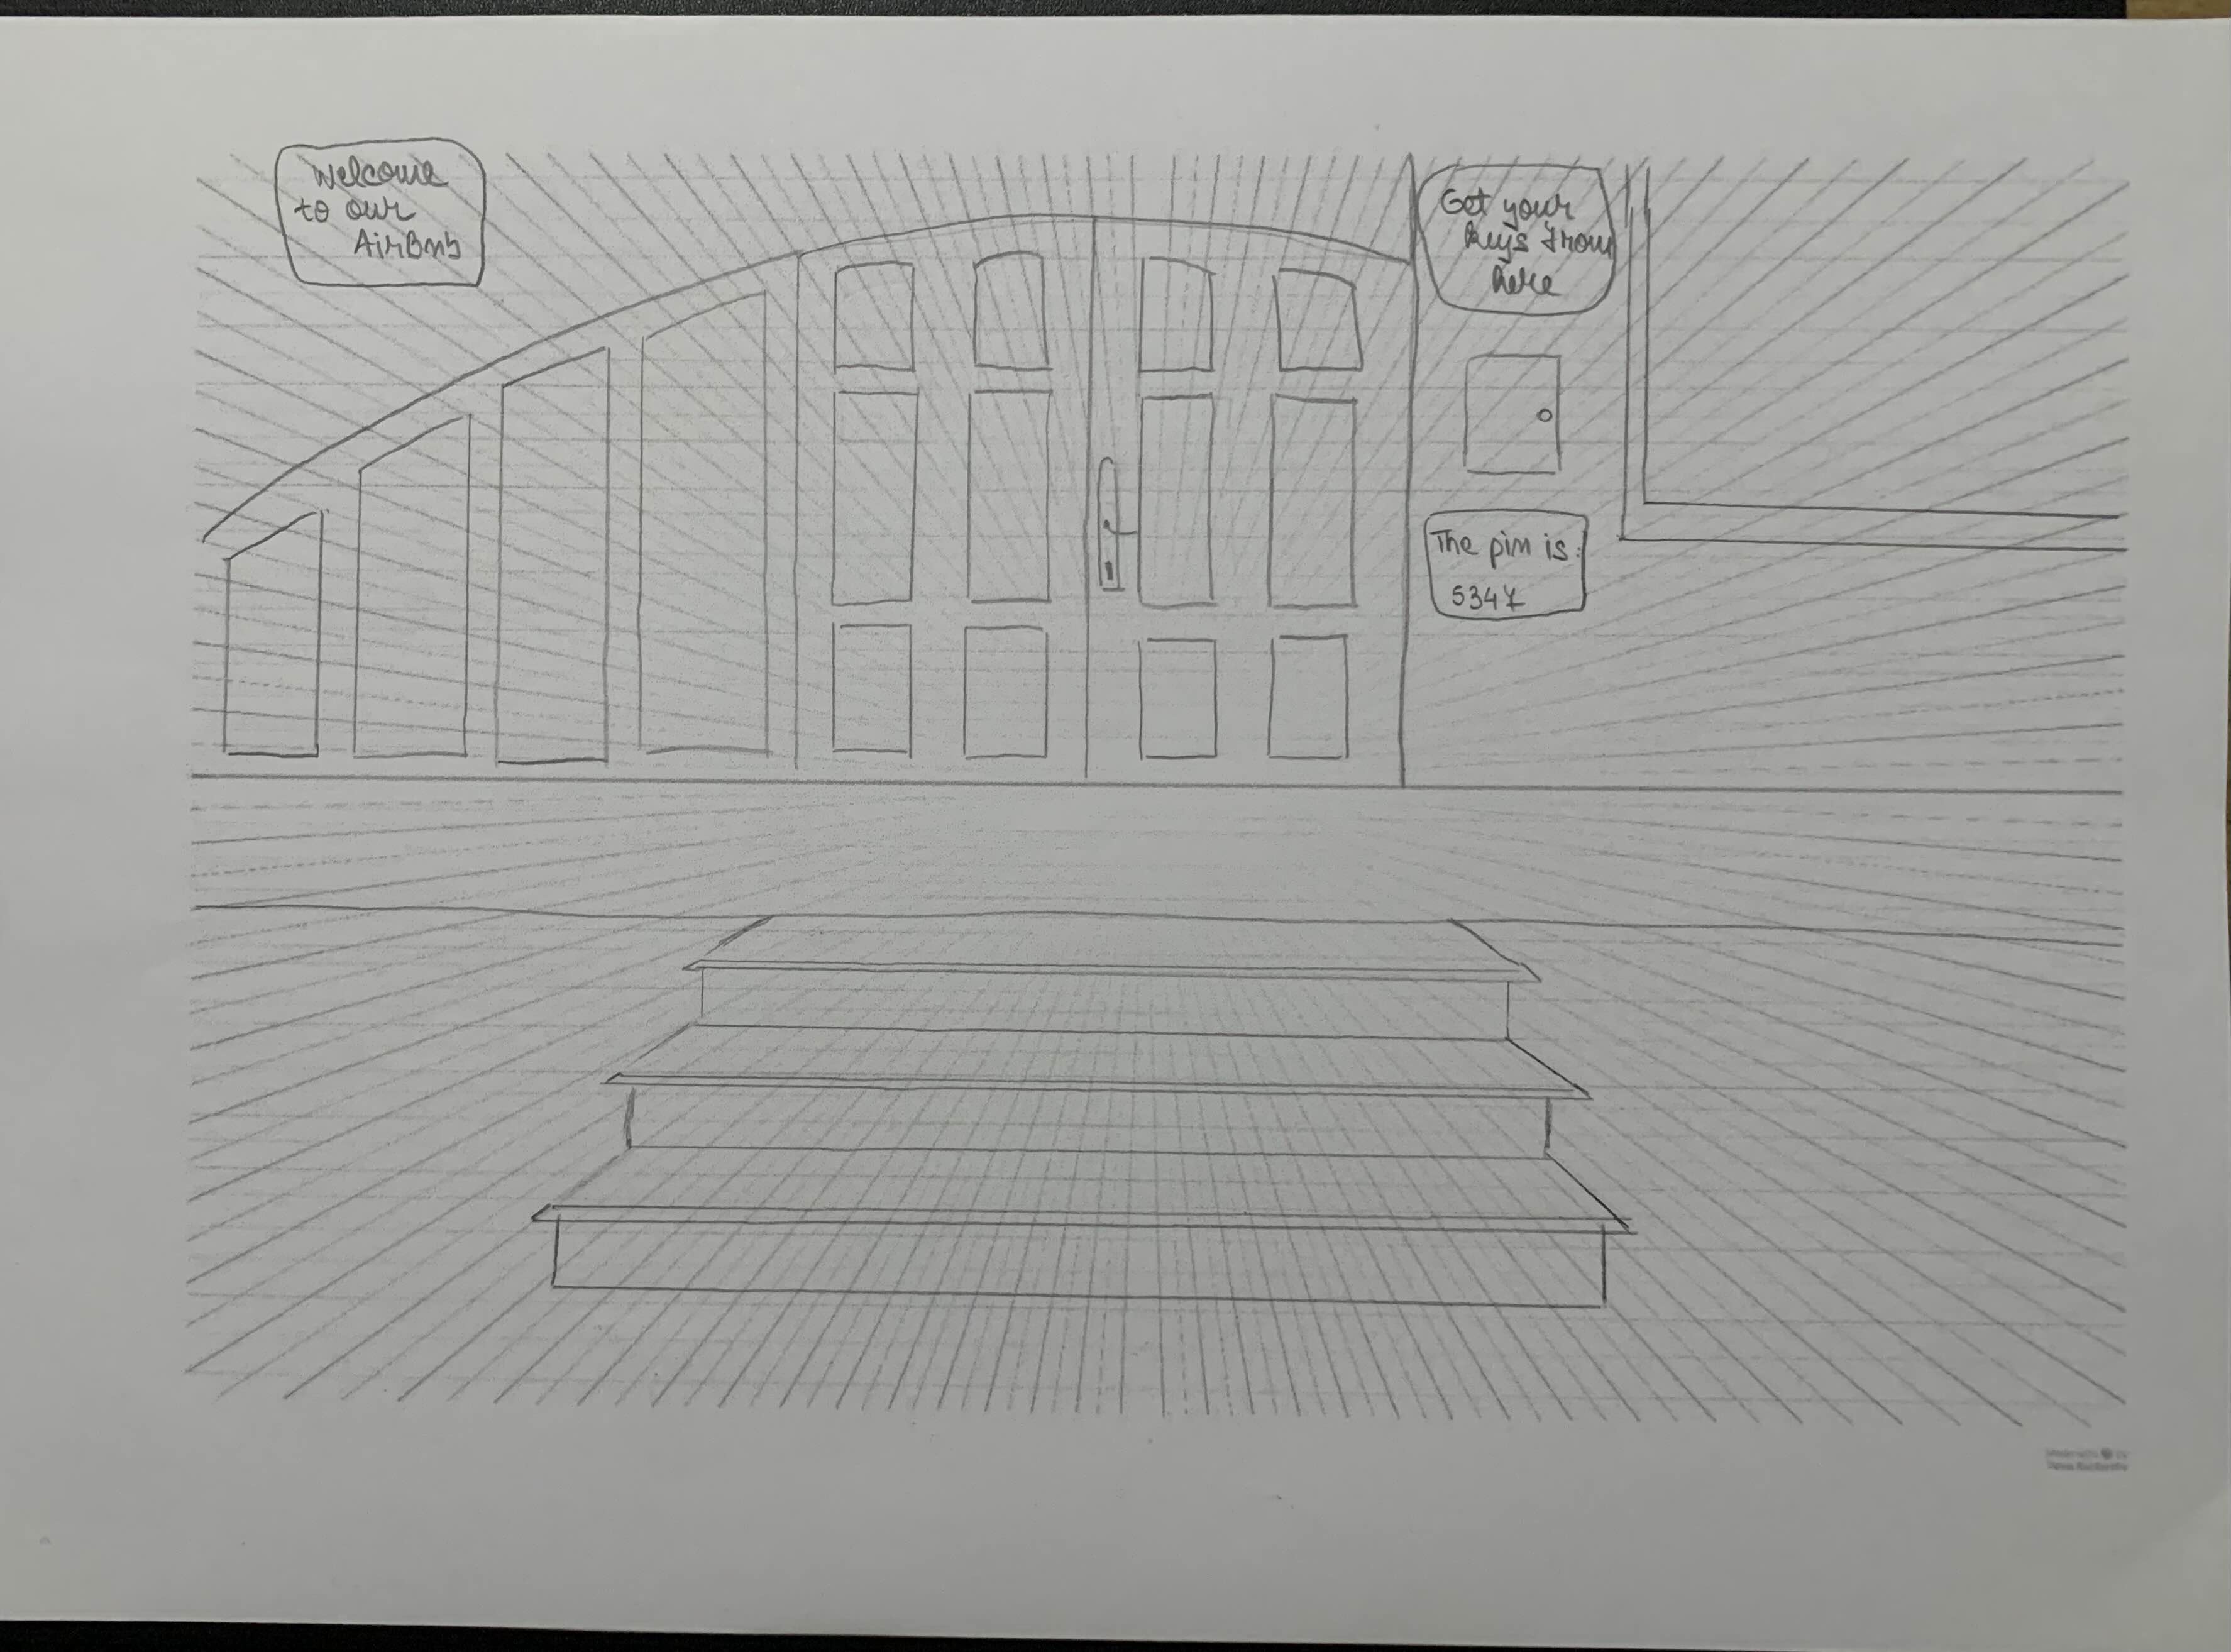 Welcome
to our
AirBnb
Get your
keys from
here
The pin is:
5347